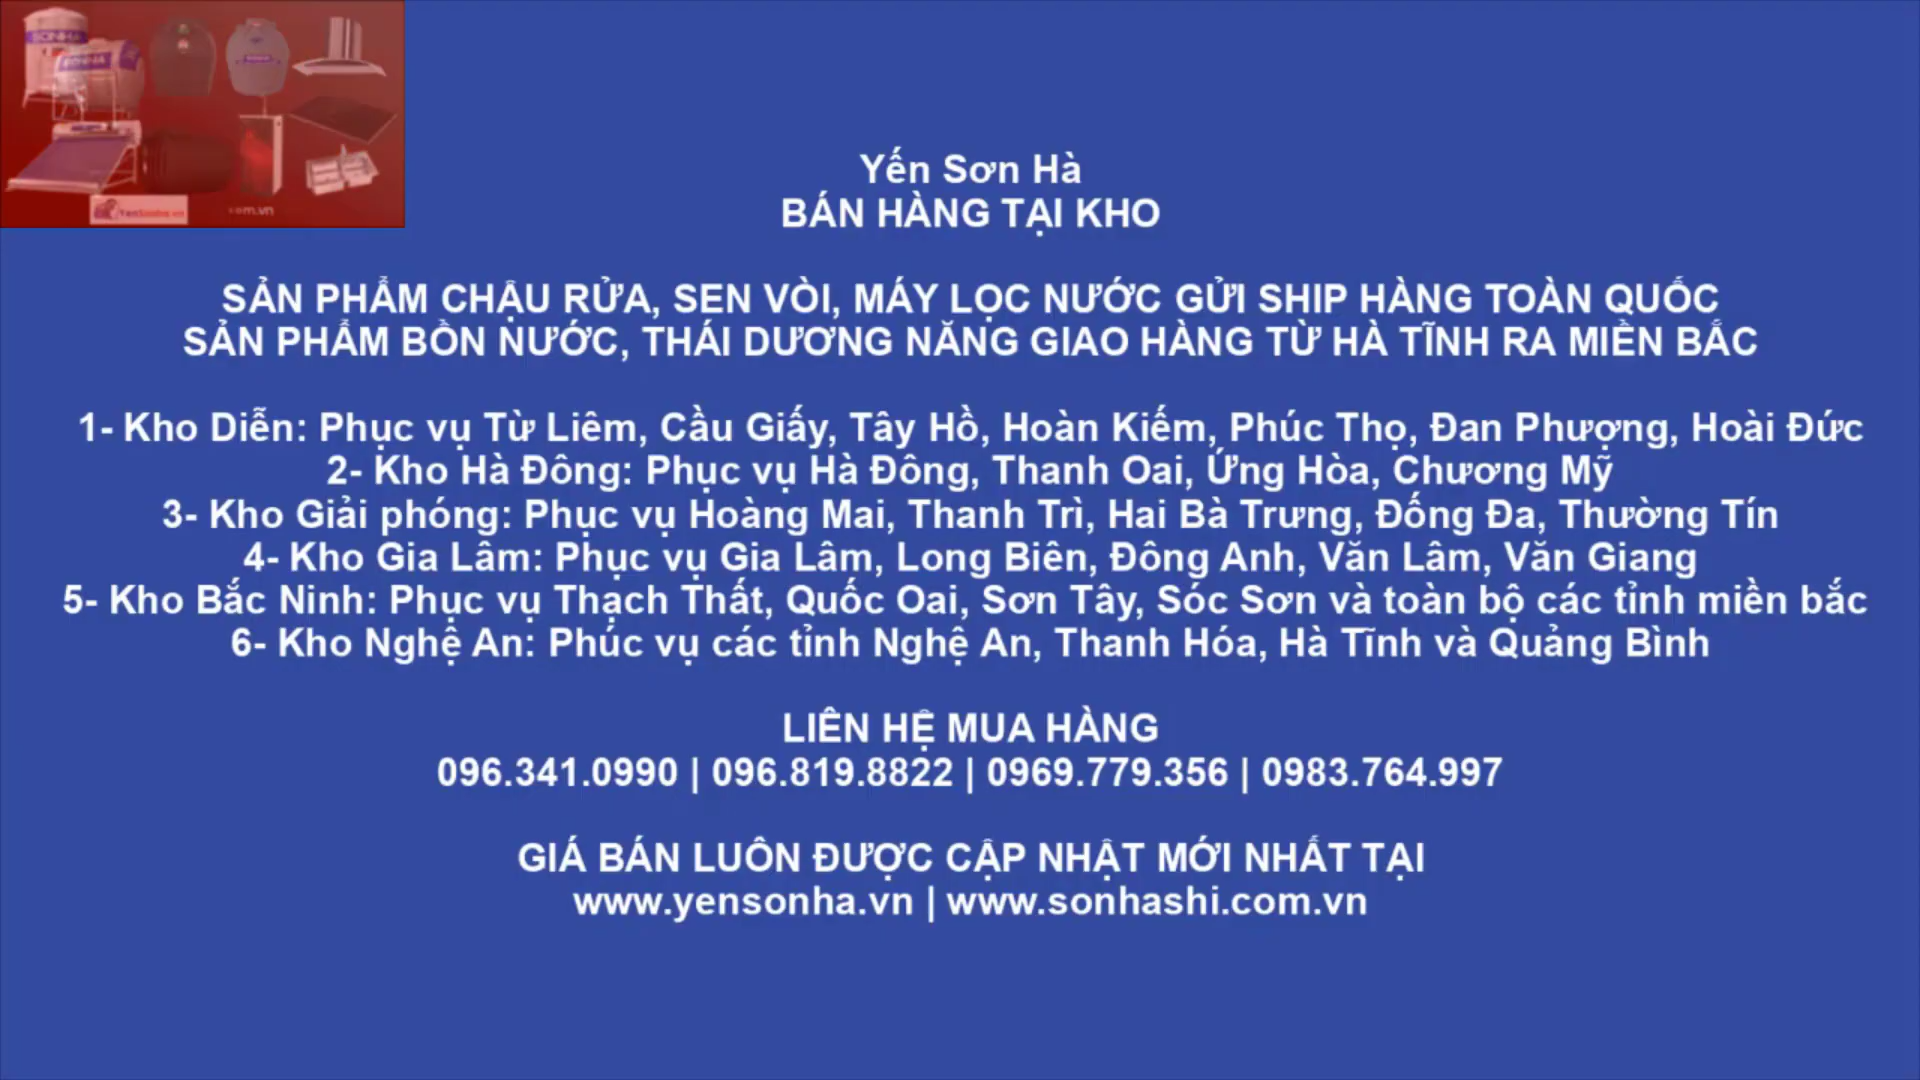 SONHA
SONHA
YenSonha.vn
om.vn
Yến Sơn Hà
BÁN HÀNG TẠI KHO
SẢN PHẨM CHẬU RỬA, SEN VÒI, MÁY LỌC NƯỚC GỬI SHIP HÀNG TOÀN QUỐC
SẢN PHẨM BỒN NƯỚC, THÁI DƯƠNG NĂNG GIAO HÀNG TỪ HÀ TĨNH RA MIỀN BẮC
1- Kho Diễn: Phục vụ Từ Liêm, Cầu Giấy, Tây Hồ, Hoàn Kiếm, Phúc Thọ, Đan Phượng, Hoài Đức
2- Kho Hà Đông: Phục vụ Hà Đông, Thanh Oai, Ứng Hòa, Chương Mỹ
3- Kho Giải phóng: Phục vụ Hoàng Mai, Thanh Trì, Hai Bà Trưng, Đống Đa, Thường Tín
4- Kho Gia Lâm: Phục vụ Gia Lâm, Long Biên, Đông Anh, Văn Lâm, Văn Giang
5- Kho Bắc Ninh: Phục vụ Thạch Thất, Quốc Oai, Sơn Tây, Sóc Sơn và toàn bộ các tỉnh miền bắc
6- Kho Nghệ An: Phúc vụ các tỉnh Nghệ An, Thanh Hóa, Hà Tĩnh và Quảng Bình
LIÊN HỆ MUA HÀNG
096.341.0990 | 096.819.8822 | 0969.779.356 | 0983.764.997
GIÁ BÁN LUÔN ĐƯỢC CẬP NHẬT MỚI NHẤT TẠI
www.yensonha.vn | www.sonhashi.com.vn